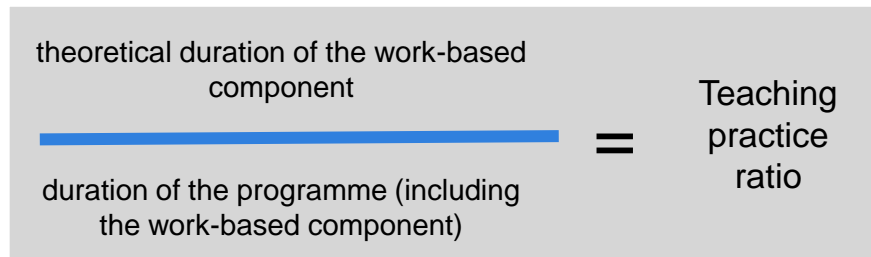 theoretical duration of the work-based
component
duration of the programme (including
the work-based component)
=
Teaching
practice
ratio